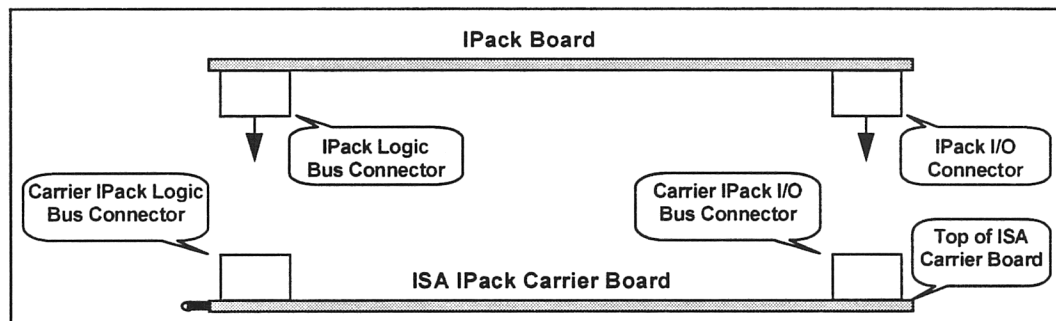 IPack Board
IPack Logic
Bus Connector
IPack I/O
Connector
Carrier IPack Logic
Bus Connector
Carrier IPack I/O
Bus Connector
Top of ISA
Carrier Board
ISA IPack Carrier Board